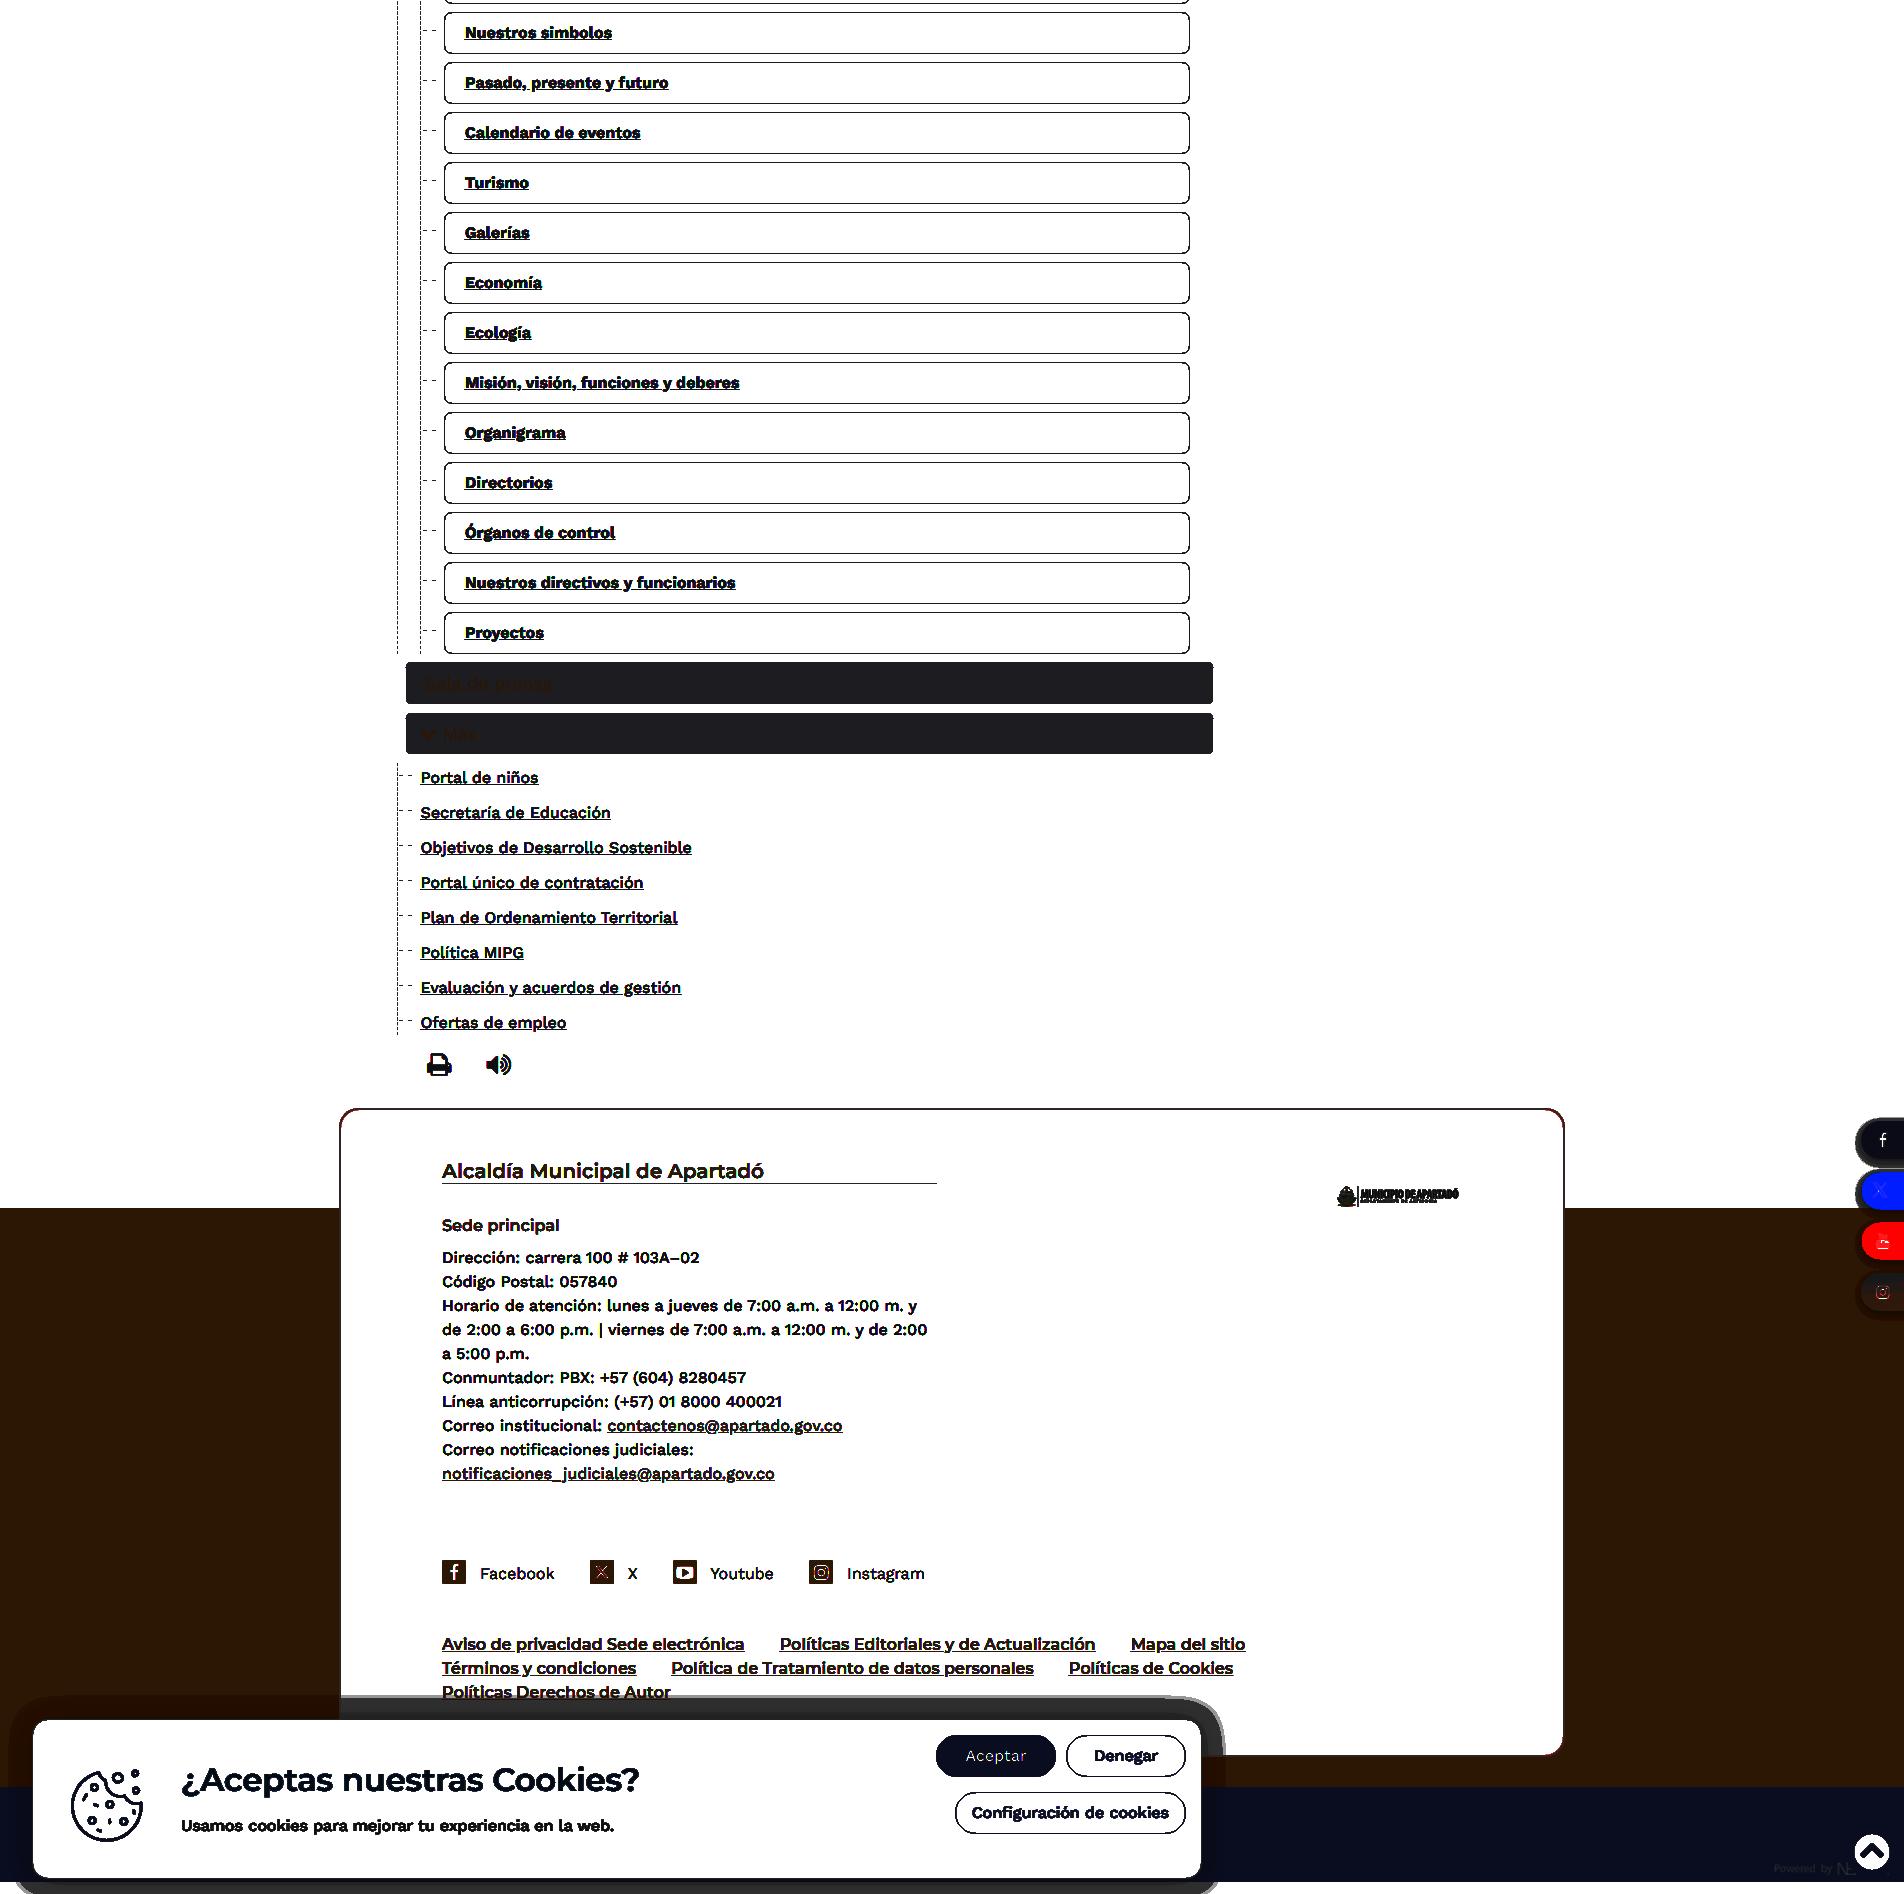 Nuestros simbolos
Pasado, presente y futuro
Calendario de eventos
Turismo
Galerías
Economía
Ecología
Misión, visión, funciones y deberes
Organigrama
Directorios
Órganos de control
Nuestros directivos y funcionarios
Proyectos
Sala de prensa
Más
Portal de niños
Secretaría de Educación
Objetivos de Desarrollo Sostenible
Portal único de contratación
Plan de Ordenamiento Territorial
Política MIPG
Evaluación y acuerdos de gestión
Ofertas de empleo
Alcaldía Municipal de Apartadó
MUNICIPIO DE APARTADÓ
Sede principal
Dirección: carrera 100 # 103A–02
Código Postal: 057840
Horario de atención: lunes a jueves de 7:00 a.m. a 12:00 m. y
de 2:00 a 6:00 p.m. | viernes de 7:00 a.m. a 12:00 m. y de 2:00
a 5:00 p.m.
Conmuntador: PBX: +57 (604) 8280457
Línea anticorrupción: (+57) 01 8000 400021
Correo institucional: contactenos@apartado.gov.co
Correo notificaciones judiciales:
notificaciones_judiciales@apartado.gov.co
Facebook X Youtube Instagram
Aviso de privacidad Sede electrónica Políticas Editoriales y de Actualización Mapa del sitio
Términos y condiciones Política de Tratamiento de datos personales Políticas de Cookies
Políticas Derechos de Autor
¿Aceptas nuestras Cookies?
Usamos cookies para mejorar tu experiencia en la web.
Aceptar Denegar
Configuración de cookies
Powered by